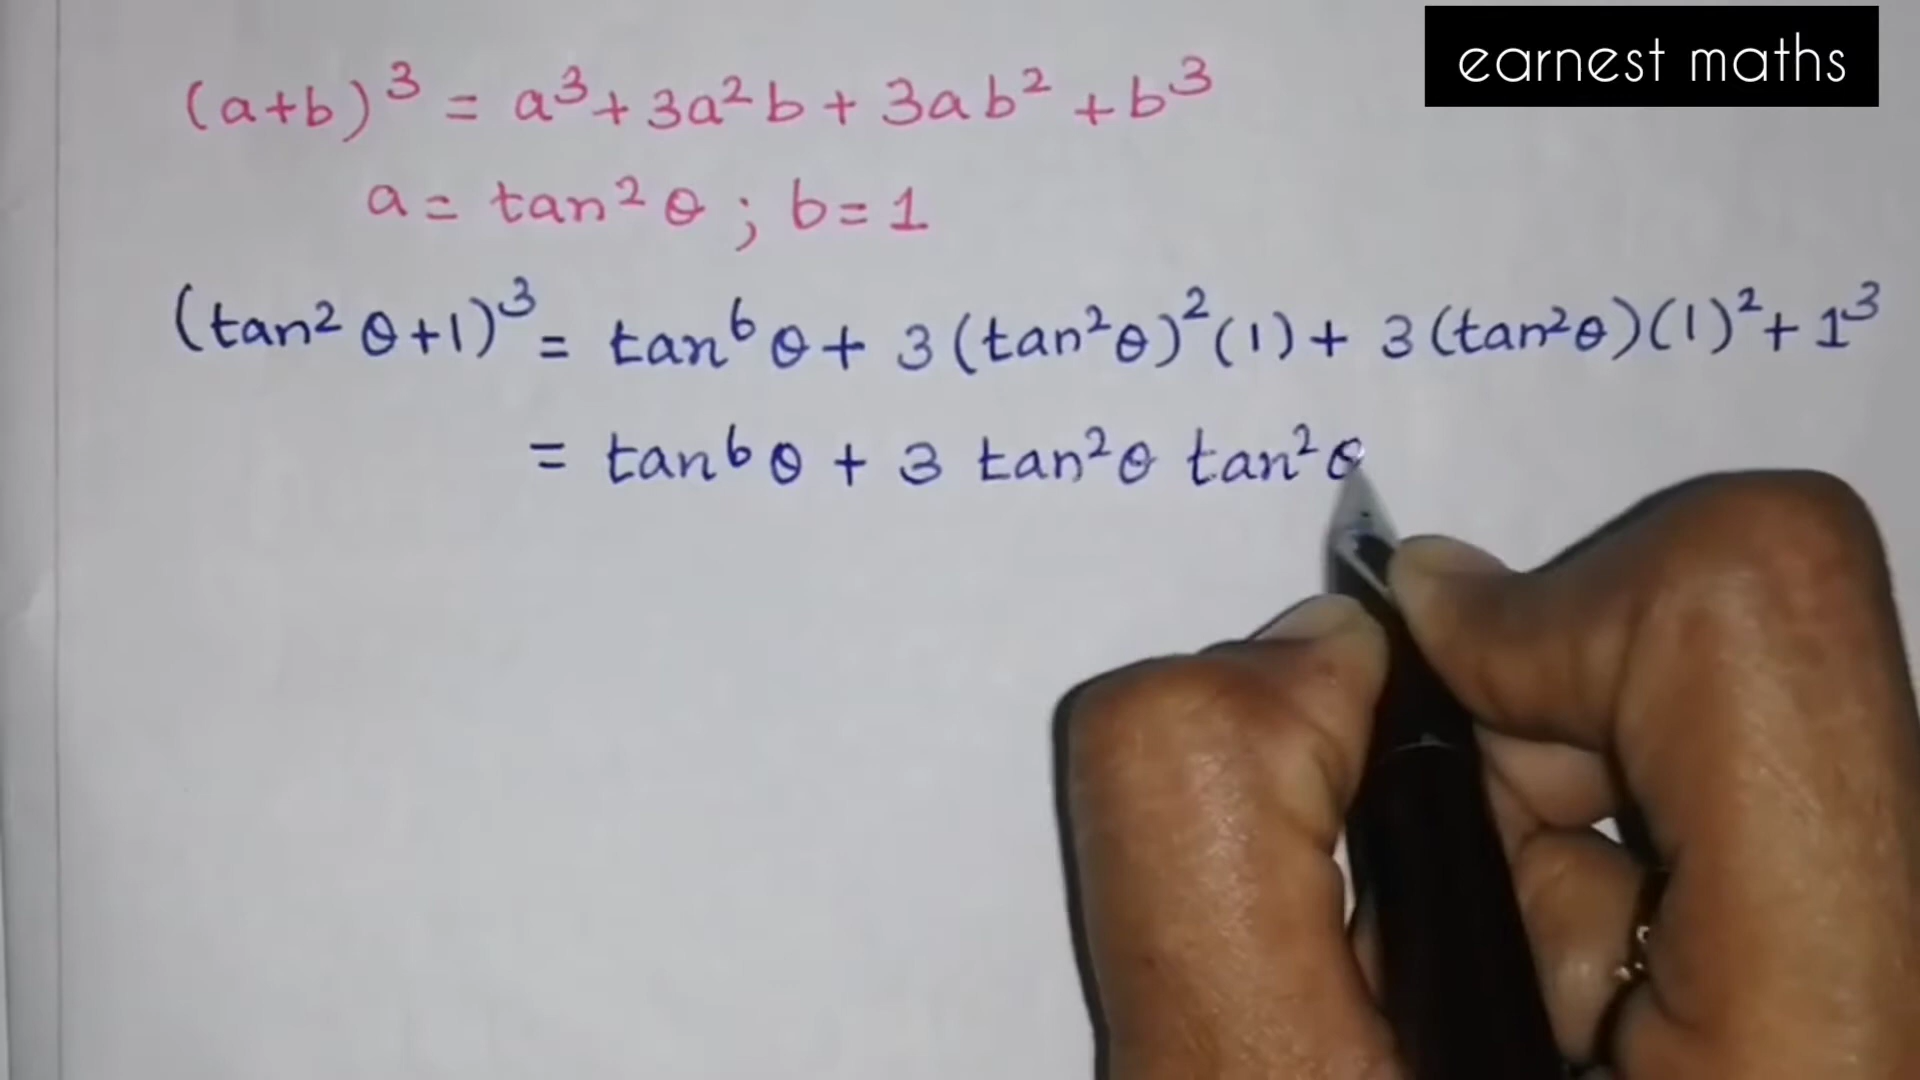 earnest maths
(a+b)³ = a³ + 3a²b + 3ab² + b³
a = tan²θ ; b = 1
(tan²θ+1)³ = tan⁶θ + 3(tan²θ)²(1) + 3(tan²θ)(1)² + 1³
= tan⁶θ + 3 tan²θ tan²θ